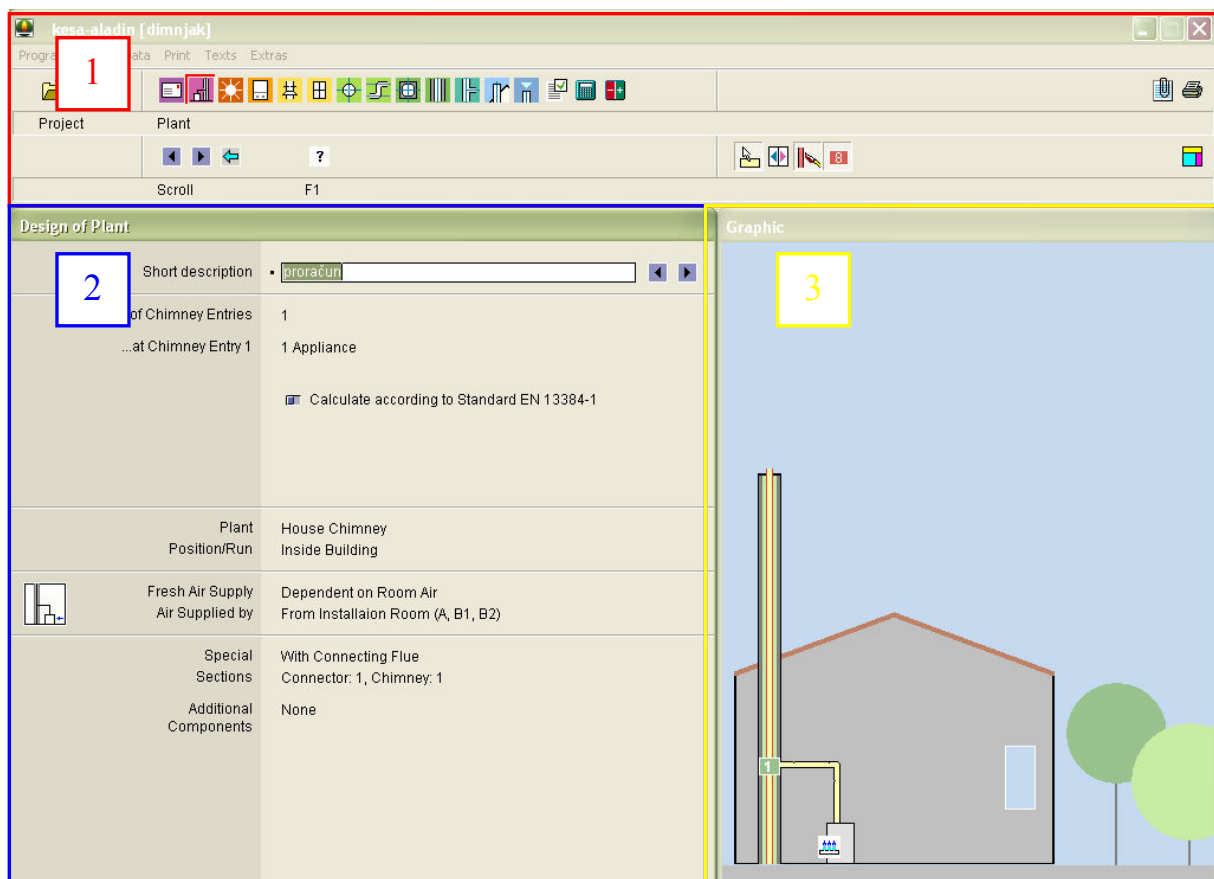 kesa-aladin [dimnjak]
Print Texts Extras
1
Project Plant
?
8
Scroll F1
Design of Plant
Graphic
Short description proračun
2
3
of Chimney Entries 1
...at Chimney Entry 1 1 Appliance
Calculate according to Standard EN 13384-1
Plant House Chimney
Position/Run Inside Building
Fresh Air Supply Dependent on Room Air
Air Supplied by From Installaion Room (A, B1, B2)
Special With Connecting Flue
Sections Connector: 1, Chimney: 1
Additional None
Components
1